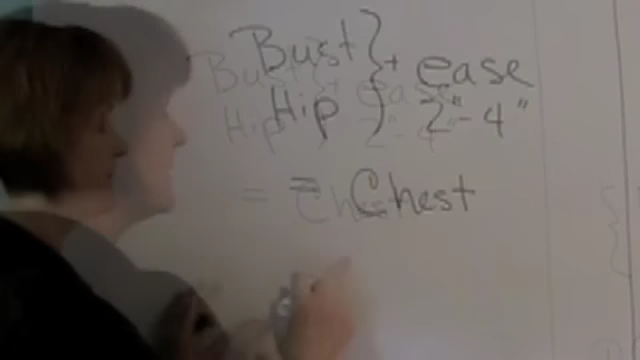 Bust } + ease
Hip } 2"-4"
= Chest